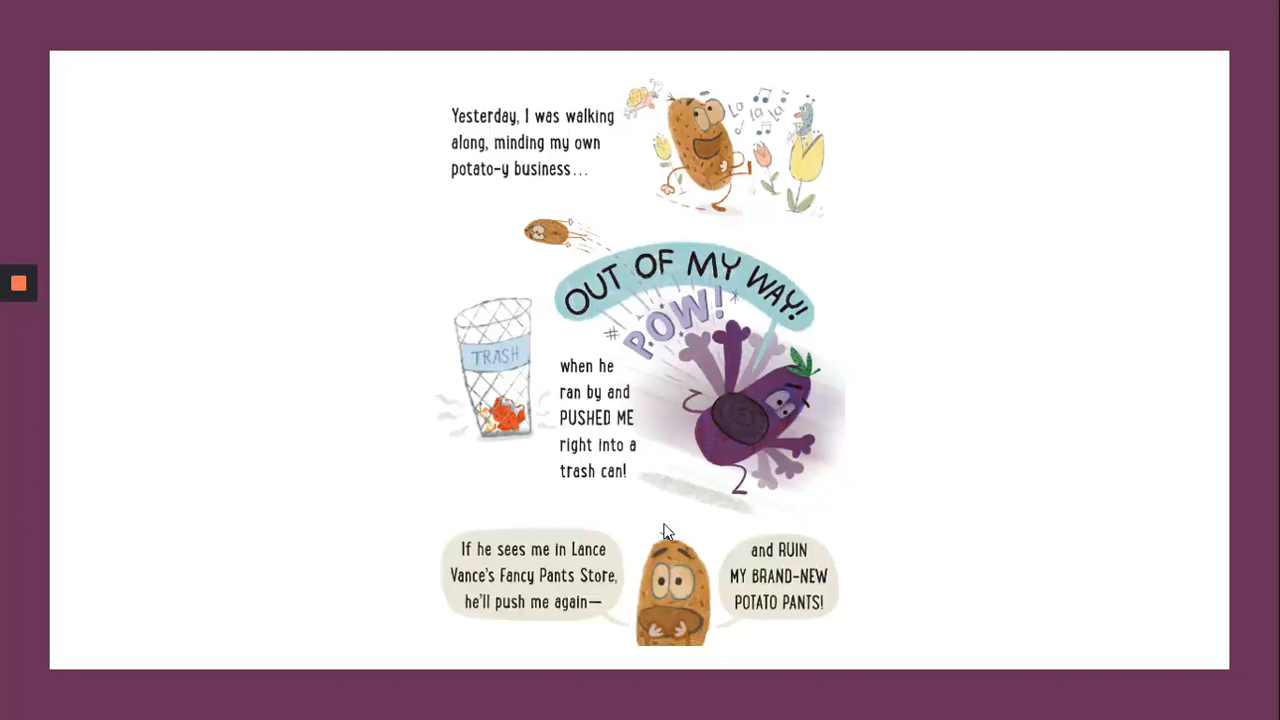 Yesterday, I was walking
along, minding my own
potato-y business...
La
La La
OUT OF MY WAY!
POW!
TRASH
when he
ran by and
PUSHED ME
right into a
trash can!
If he sees me in Lance
Vance's Fancy Pants Store,
he'll push me again—
and RUIN
MY BRAND-NEW
POTATO PANTS!